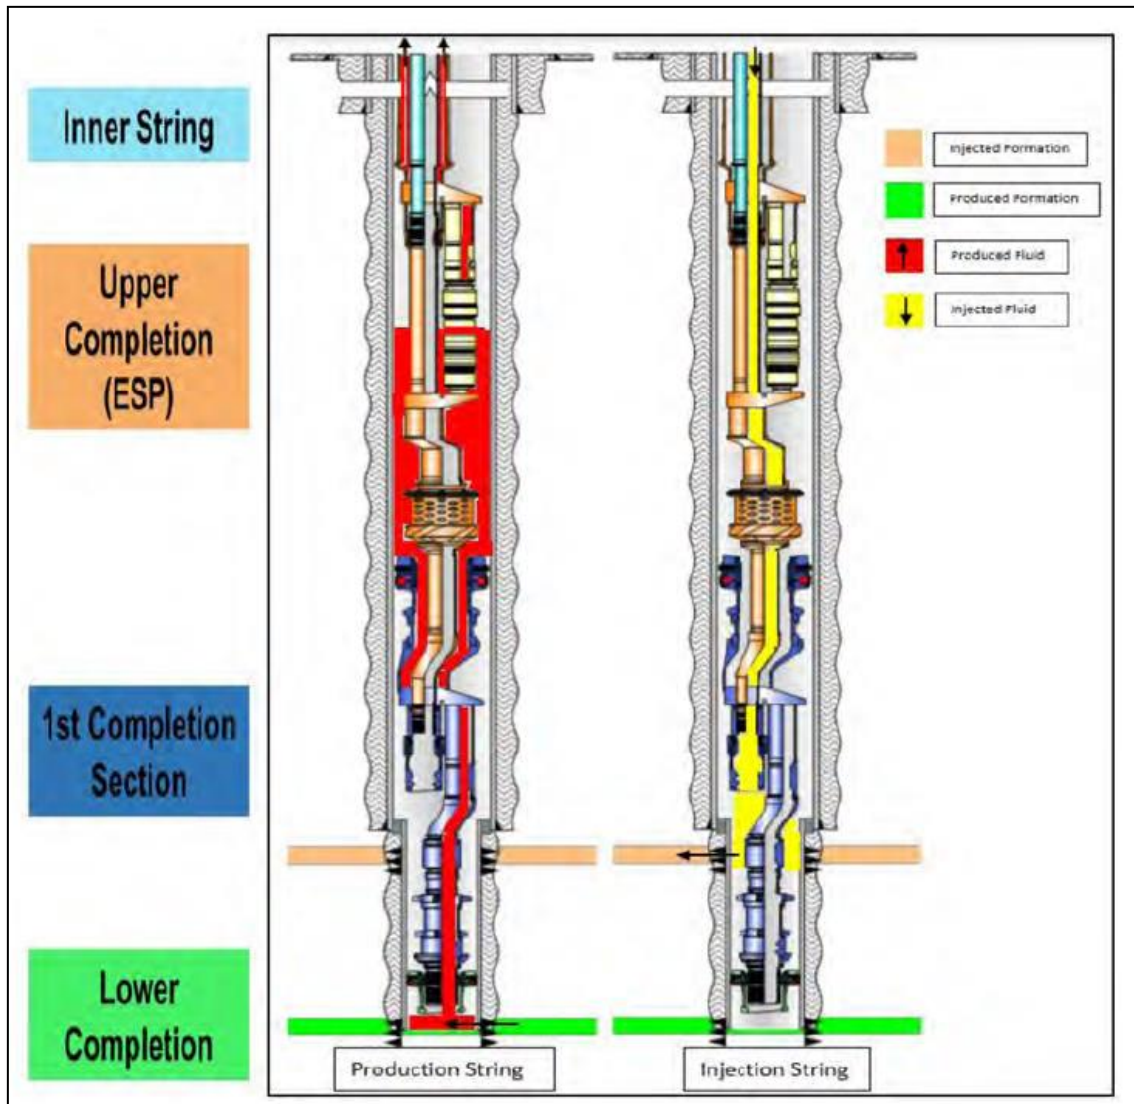 Inner String
Upper
Completion
(ESP)
1st Completion
Section
Lower
Completion
Injected Formation
Produced Formation
Produced Fluid
Injected Fluid
Production String
Injection String